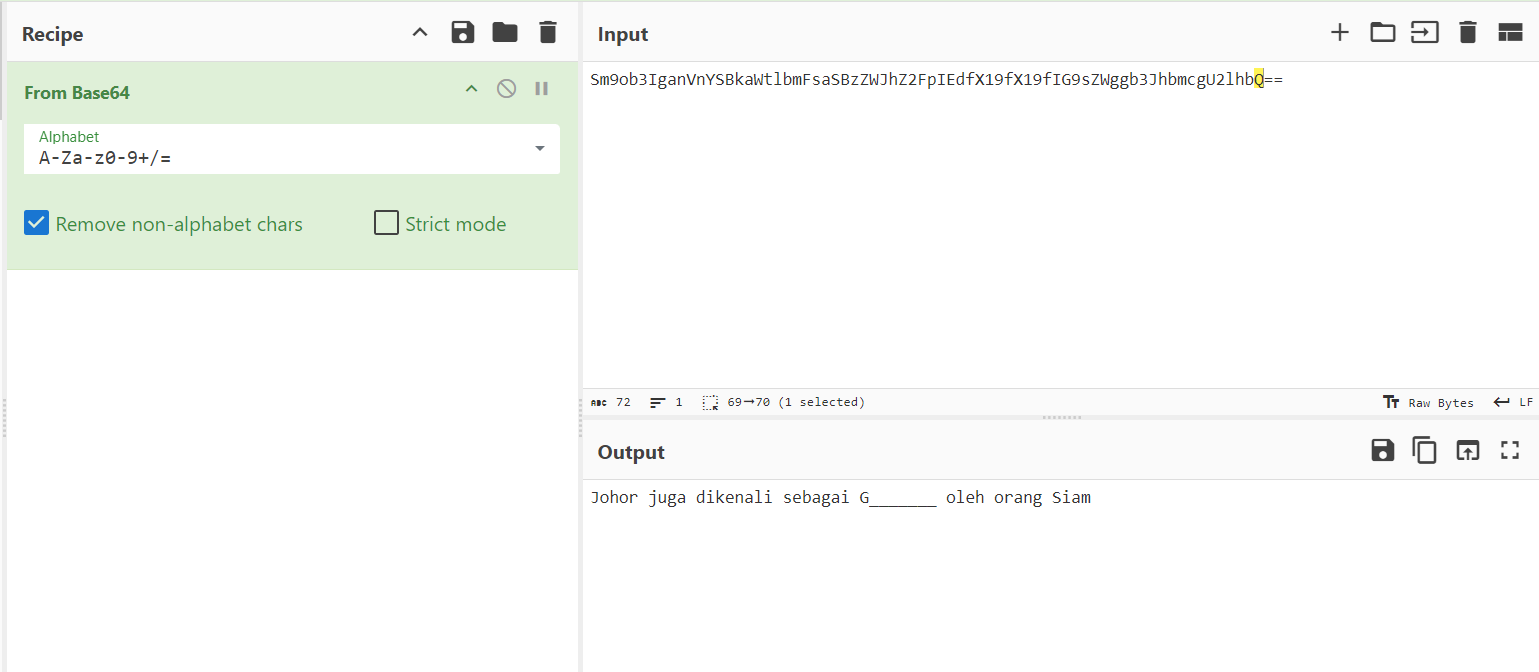 Recipe
From Base64
Alphabet
A-Za-z0-9+/=
Remove non-alphabet chars
Strict mode
Input
Sm9ob3IganVnYSBkaWtlbmFsaSBzZWJhZ2FpIEdfX19fX19fIG9sZWggb3JhbmcgU2lhbQ==
ABC 72 1 69→70 (1 selected)
Tт Raw Bytes LF
Output
Johor juga dikenali sebagai G_______ oleh orang Siam